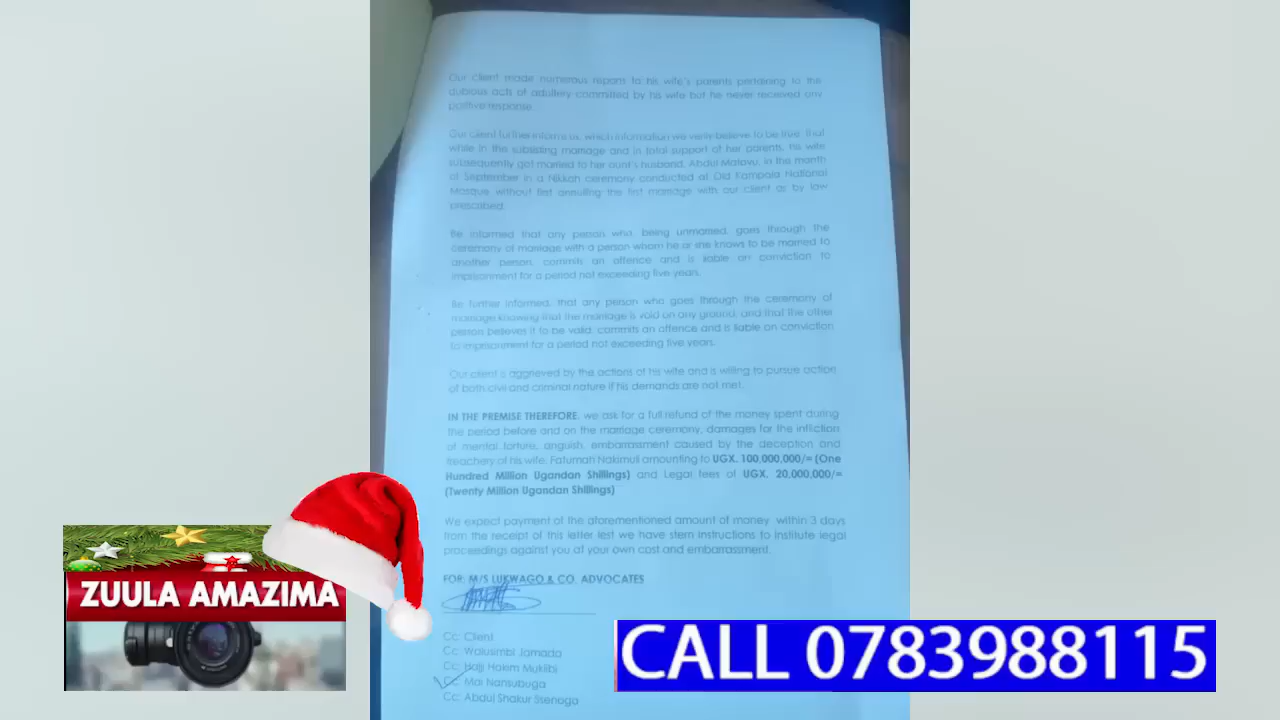 Our client made numerous reports to his wife's parents pertaining to the
dubious acts of adultery committed by his wife but he never received any
positive response.
Our client further informs us, which information we verily believe to be true, that
while in the subsisting marriage and in total support of her parents, his wife
subsequently got married to her aunt's husband, Abdul Matovu, in the month
of September in a Nikkah ceremony conducted at Old Kampala National
Mosque without first annulling the first marriage with our client as by law
prescribed.
Be informed that any person who, being unmarried, goes through the
ceremony of marriage with a person whom he or she knows to be married to
another person, commits an offence and is liable on conviction to
imprisonment for a period not exceeding five years.
Be further informed, that any person who goes through the ceremony of
marriage knowing that the marriage is void on any ground, and that the other
person believes it to be valid, commits an offence and is liable on conviction
to imprisonment for a period not exceeding five years.
Our client is aggrieved by the actions of his wife and is willing to pursue action
of both civil and criminal nature if his demands are not met.
IN THE PREMISE THEREFORE, we ask for a full refund of the money spent during
the period before and on the marriage ceremony, damages for the infliction
of mental torture, anguish, embarrassment caused by the deception and
treachery of his wife, Fatumah Nakimuli amounting to UGX. 100,000,000/= (One
Hundred Million Ugandan Shillings) and Legal fees of UGX. 20,000,000/=
(Twenty Million Ugandan Shillings)
We expect payment of the aforementioned amount of money within 3 days
from the receipt of this letter lest we have stern instructions to institute legal
proceedings against you at your own cost and embarrassment.
FOR: M/S LUKWAGO & CO. ADVOCATES
Cc: Client
Cc: Walusimbi Jamada
Cc: Hajji Hakim Mukiibi
Cc: Mai Nansubuga
Cc: Abdul Shakur Ssenoga
ZUULA AMAZIMA
CALL 0783988115